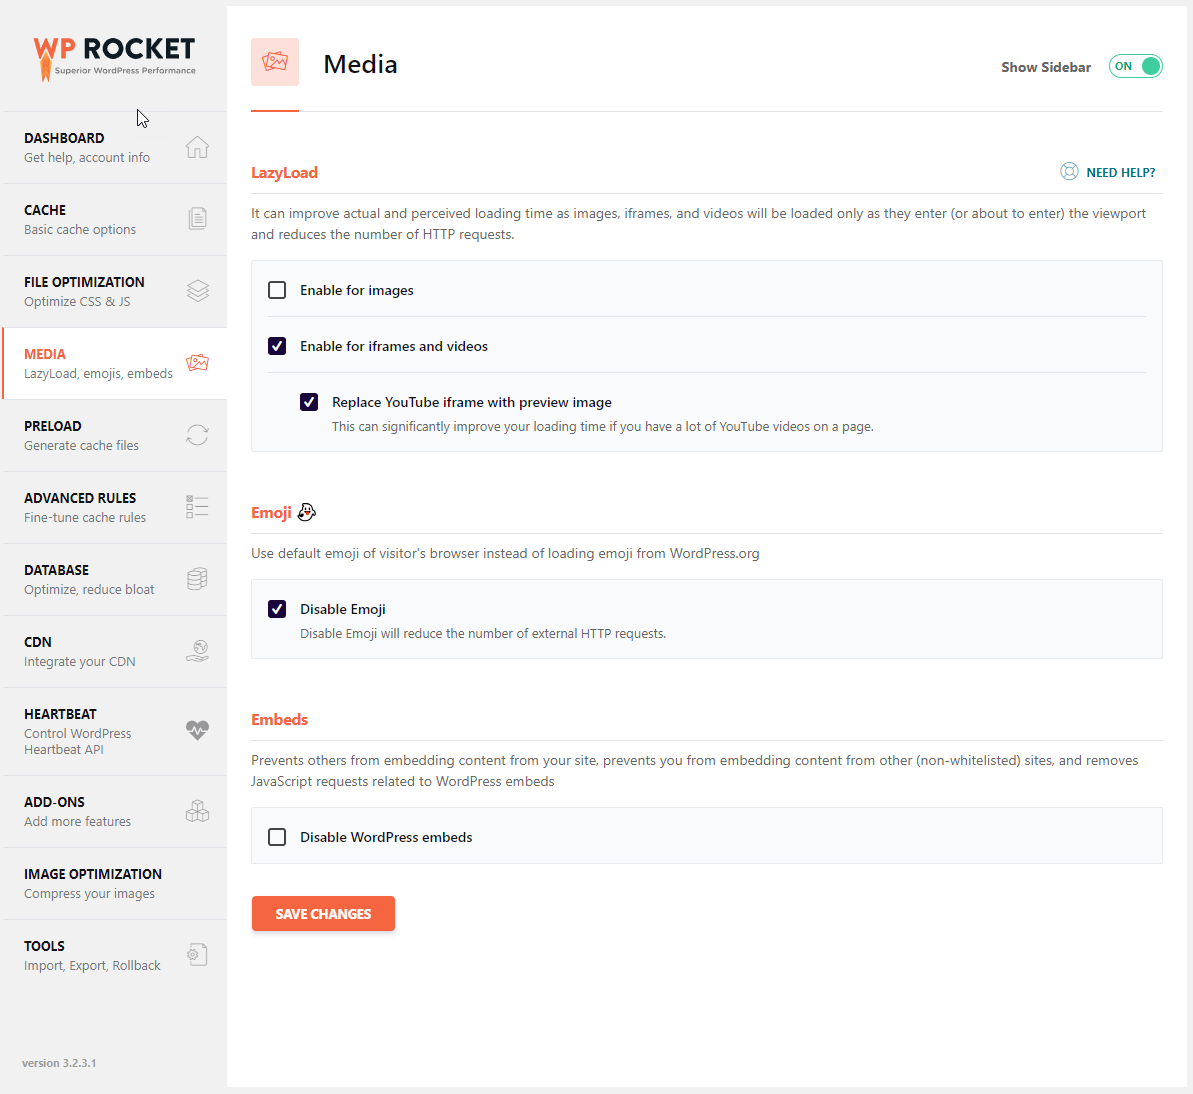 WP ROCKET
Superior WordPress Performance
DASHBOARD
Get help, account info
CACHE
Basic cache options
FILE OPTIMIZATION
Optimize CSS & JS
MEDIA
LazyLoad, emojis, embeds
PRELOAD
Generate cache files
ADVANCED RULES
Fine-tune cache rules
DATABASE
Optimize, reduce bloat
CDN
Integrate your CDN
HEARTBEAT
Control WordPress
Heartbeat API
ADD-ONS
Add more features
IMAGE OPTIMIZATION
Compress your images
TOOLS
Import, Export, Rollback
version 3.2.3.1
Media
Show Sidebar
ON
LazyLoad
NEED HELP?
It can improve actual and perceived loading time as images, iframes, and videos will be loaded only as they enter (or about to enter) the viewport
and reduces the number of HTTP requests.
Enable for images
Enable for iframes and videos
Replace YouTube iframe with preview image
This can significantly improve your loading time if you have a lot of YouTube videos on a page.
Emoji
Use default emoji of visitor's browser instead of loading emoji from WordPress.org
Disable Emoji
Disable Emoji will reduce the number of external HTTP requests.
Embeds
Prevents others from embedding content from your site, prevents you from embedding content from other (non-whitelisted) sites, and removes
JavaScript requests related to WordPress embeds
Disable WordPress embeds
SAVE CHANGES